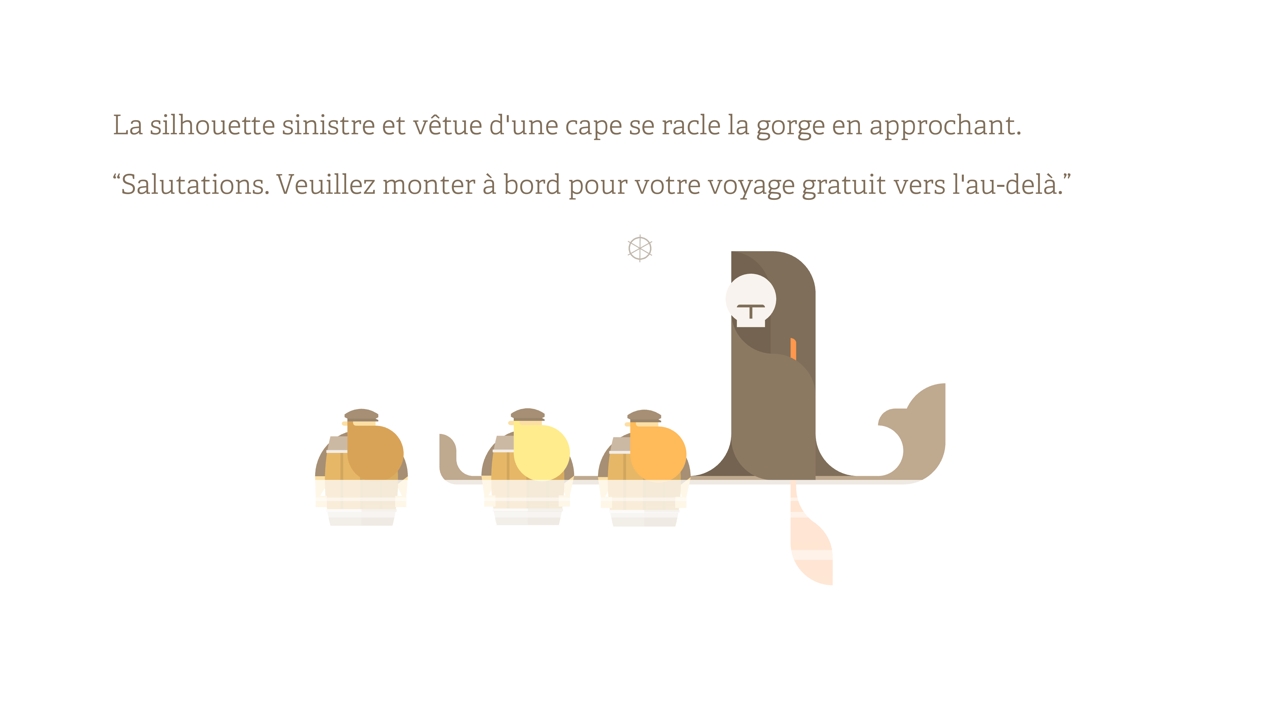 La silhouette sinistre et vêtue d'une cape se racle la gorge en approchant.
“Salutations. Veuillez monter à bord pour votre voyage gratuit vers l'au-delà.”